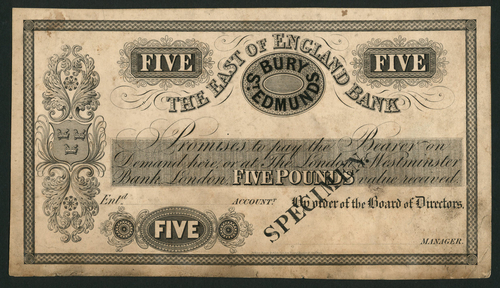 FIVE FIVE
THE EAST OF ENGLAND BANK
BURY
ST. EDMUNDS
Promises to pay the Bearer on
Demand here, or at The London & Westminster
Bank, London, FIVE POUNDS value received.
SPECIMEN.
Entd. ACCOUNTT. By order of the Board of Directors,
FIVE
MANAGER.